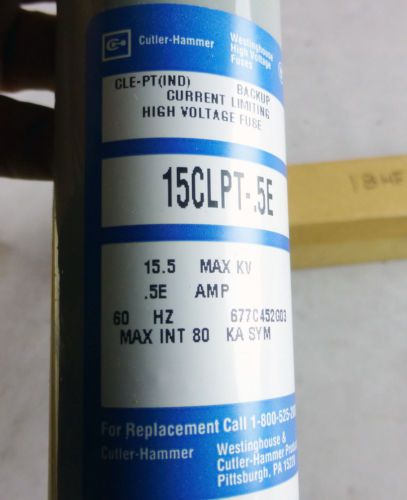 Cutler-Hammer
Westinghouse
High Voltage
Fuses
CLE-PT(IND) BACKUP
CURRENT LIMITING
HIGH VOLTAGE FUSE
15CLPT-.5E
15.5 MAX KV
.5E AMP
60 HZ 677C452G03
MAX INT 80 KA SYM
For Replacement Call 1-800-525-
Cutler-Hammer
Westinghouse &
Cutler-Hammer
Pittsburgh, PA